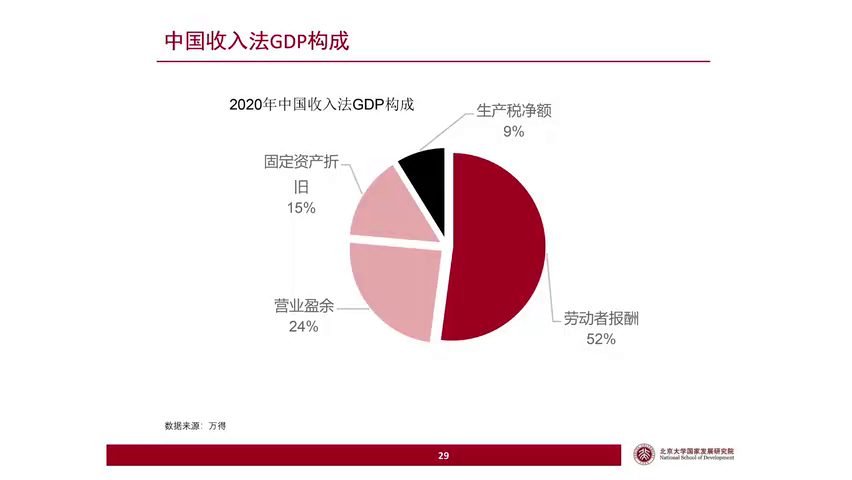 中国收入法GDP构成
2020年中国收入法GDP构成
生产税净额
9%
固定资产折
旧
15%
营业盈余
24%
劳动者报酬
52%
数据来源：万得
29
北京大学国家发展研究院
National School of Development